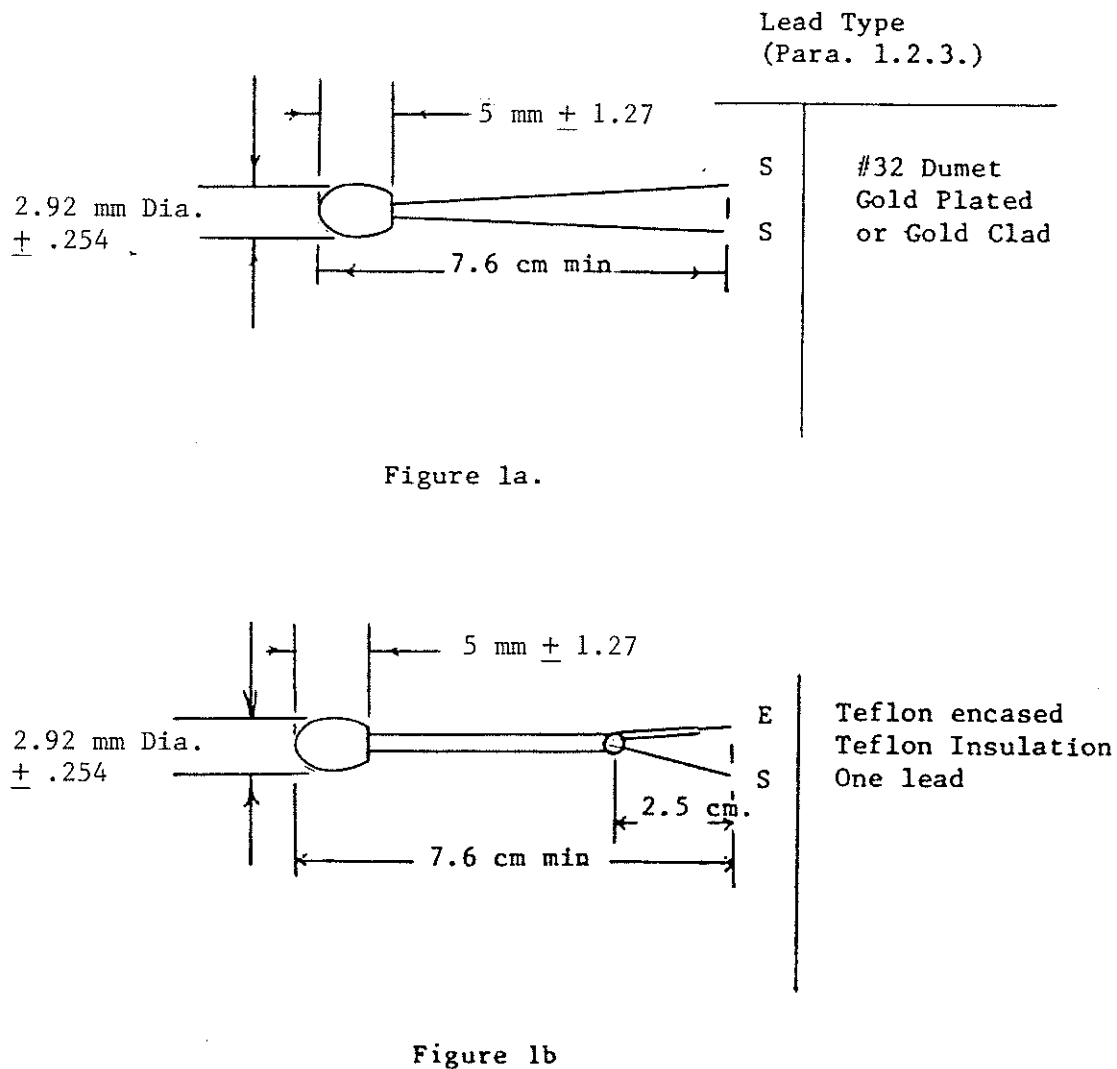 Lead Type
(Para. 1.2.3.)
5 mm ± 1.27
2.92 mm Dia.
± .254
S
S
#32 Dumet
Gold Plated
or Gold Clad
7.6 cm min
Figure 1a.
5 mm ± 1.27
2.92 mm Dia.
± .254
E
S
Teflon encased
Teflon Insulation
One lead
2.5 cm.
7.6 cm min
Figure 1b